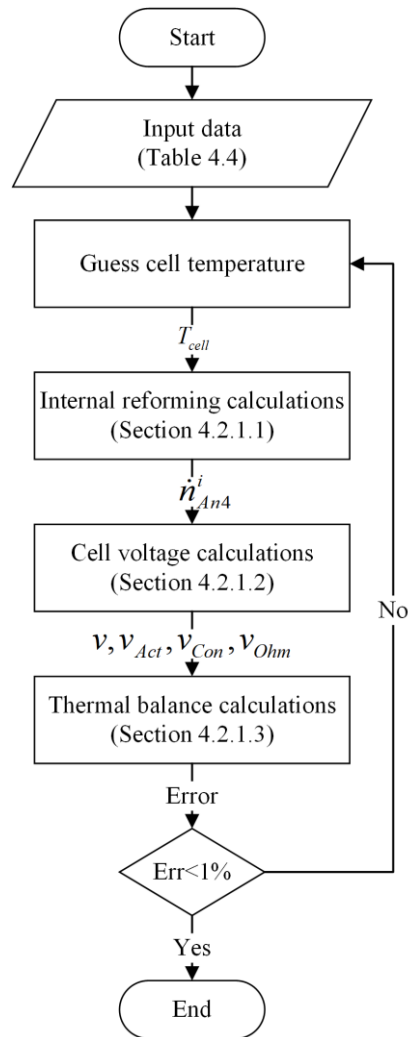 Start
Input data
(Table 4.4)
Guess cell temperature
T_cell
Internal reforming calculations
(Section 4.2.1.1)
ṅ^i_An4
Cell voltage calculations
(Section 4.2.1.2)
v, v_Act, v_Con, v_Ohm
No
Thermal balance calculations
(Section 4.2.1.3)
Error
Err<1%
Yes
End